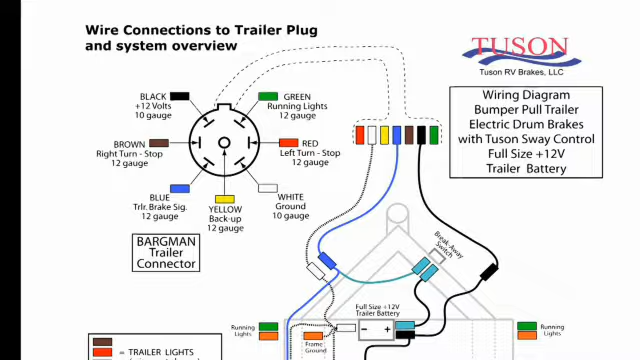 Wire Connections to Trailer Plug
and system overview
TUSON
Tuson RV Brakes, LLC
Wiring Diagram
Bumper Pull Trailer
Electric Drum Brakes
with Tuson Sway Control
Full Size +12V
Trailer Battery
BLACK
+12 Volts
10 gauge
GREEN
Running Lights
12 gauge
BROWN
Right Turn - Stop
12 gauge
RED
Left Turn - Stop
12 gauge
BLUE
Trlr. Brake Sig.
12 gauge
YELLOW
Back-up
12 gauge
WHITE
Ground
10 gauge
BARGMAN
Trailer
Connector
Break-Away
Switch
Full Size +12V
Trailer Battery
- +
Running
Lights
Frame
Ground
Running
Lights
= TRAILER LIGHTS